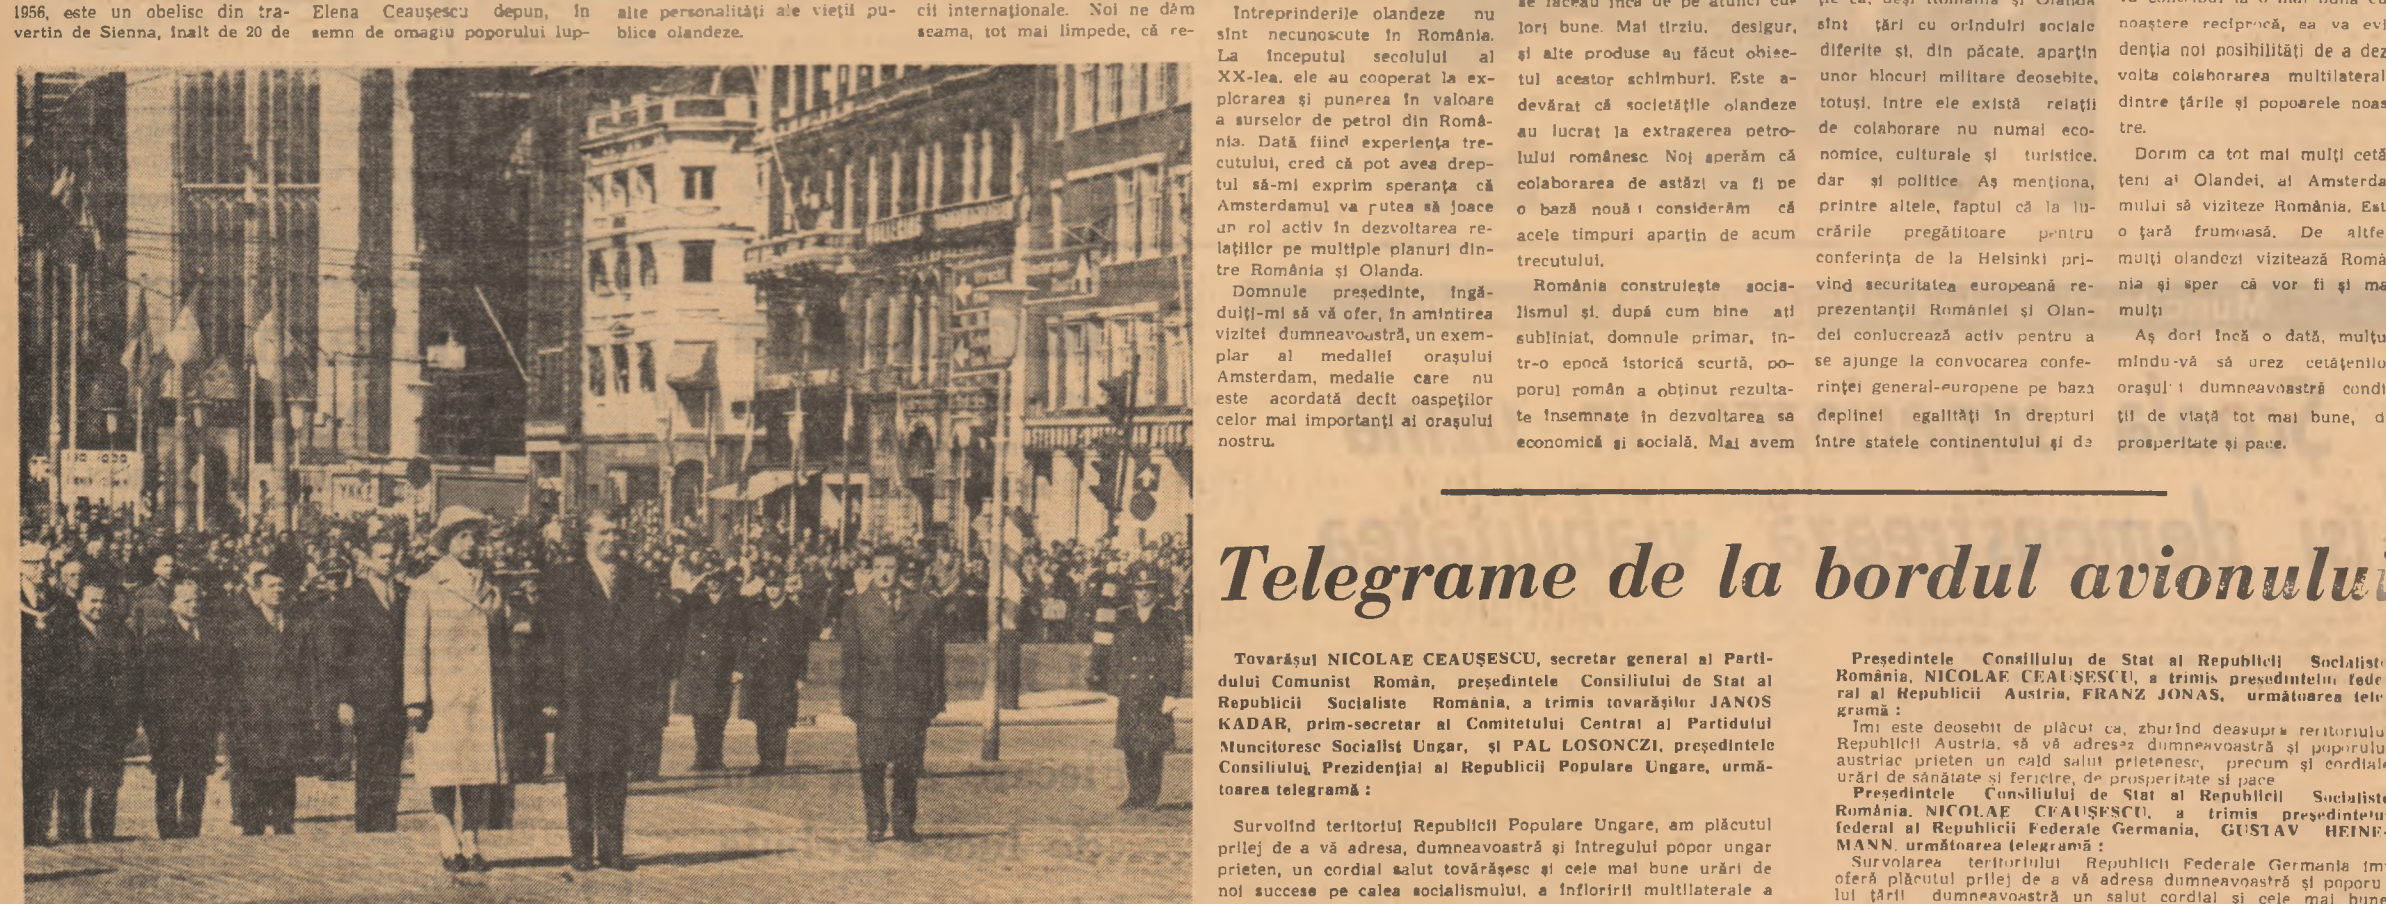 1956, este un obelisc din tra-
vertin de Sienna, înalt de 20 de
Elena Ceaușescu depun, în
semn de omagiu poporului lup-
alte personalități ale vieții pu-
blice olandeze.
cii internaționale. Noi ne dăm
seama, tot mai limpede, că re-
Intreprinderile olandeze nu
sînt necunoscute în România.
La începutul secolului al
XX-lea, ele au cooperat la ex-
plorarea și punerea în valoare
a surselor de petrol din Româ-
nia. Dată fiind experiența tre-
cutului, cred că pot avea drep-
tul să-mi exprim speranța că
Amsterdamul va putea să joace
un rol activ în dezvoltarea re-
lațiilor pe multiple planuri din-
tre România și Olanda.
Domnule președinte, îngă-
duiți-mi să vă ofer, în amintirea
vizitei dumneavoastră, un exem-
plar al medaliei orașului
Amsterdam, medalie care nu
este acordată decît oaspeților
celor mai importanți ai orașului
nostru.
se făceau încă de pe atunci cu-
lori bune. Mai tîrziu, desigur,
și alte produse au făcut obiec-
tul acestor schimburi. Este a-
devărat că societățile olandeze
au lucrat la extragerea petro-
lului românesc Noi sperăm că
colaborarea de astăzi va fi pe
o bază nouă; considerăm că
acele timpuri aparțin de acum
trecutului.
România construiește socia-
lismul și, după cum bine ați
subliniat, domnule primar, în-
tr-o epocă istorică scurtă, po-
porul român a obținut rezulta-
te însemnate în dezvoltarea sa
economică și socială. Mai avem
că, deși România și Olanda
sînt țări cu orînduiri sociale
diferite și, din păcate, aparțin
unor blocuri militare deosebite,
totuși, între ele există relații
de colaborare nu numai eco-
nomice, culturale și turistice,
dar și politice Aș menționa,
printre altele, faptul că la lu-
crările pregătitoare pentru
conferința de la Helsinki pri-
vind securitatea europeană re-
prezentanții României și Olan-
dei conlucrează activ pentru a
se ajunge la convocarea confe-
rinței general-europene pe baza
deplinei egalități în drepturi
între statele continentului și de
noaștere reciprocă, ea va evi
denția noi posibilități de a dez
volta colaborarea multilateral
dintre țările și popoarele noas
tre.
Dorim ca tot mai mulți cetă
țeni ai Olandei, ai Amsterda
mului să viziteze România. Est
o țară frumoasă. De altfe
mulți olandezi vizitează Româ
nia și sper că vor fi și ma
mulți
Aș dori încă o dată, mulțu
mindu-vă să urez cetățenilo
orașului dumneavoastră condi
ții de viață tot mai bune, d
prosperitate și pace.
Telegrame de la bordul avionului
Tovarășul NICOLAE CEAUȘESCU, secretar general al Parti-
dului Comunist Român, președintele Consiliului de Stat al
Republicii Socialiste România, a trimis tovarășilor JANOS
KADAR, prim-secretar al Comitetului Central al Partidului
Muncitoresc Socialist Ungar, și PAL LOSONCZI, președintele
Consiliului Prezidențial al Republicii Populare Ungare, urmă-
toarea telegramă :
Survolînd teritoriul Republicii Populare Ungare, am plăcutul
prilej de a vă adresa, dumneavoastră și întregului popor ungar
prieten, un cordial salut tovărășesc și cele mai bune urări de
noi succese pe calea socialismului, a înfloririi multilaterale a
Președintele Consiliului de Stat al Republicii Socialiste
România, NICOLAE CEAUȘESCU, a trimis președintelui fede-
ral al Republicii Austria, FRANZ JONAS, următoarea tele-
gramă :
Îmi este deosebit de plăcut ca, zburînd deasupra teritoriului
Republicii Austria, să vă adresez dumneavoastră și poporului
austriac prieten un cald salut prietenesc, precum și cordiale
urări de sănătate și fericire, de prosperitate și pace
Președintele Consiliului de Stat al Republicii Socialiste
România, NICOLAE CEAUȘESCU, a trimis președintelui
federal al Republicii Federale Germania, GUSTAV HEINE-
MANN, următoarea telegramă :
Survolarea teritoriului Republicii Federale Germania îmi
oferă plăcutul prilej de a vă adresa dumneavoastră și poporu-
lui țării dumneavoastră un salut cordial și cele mai bune